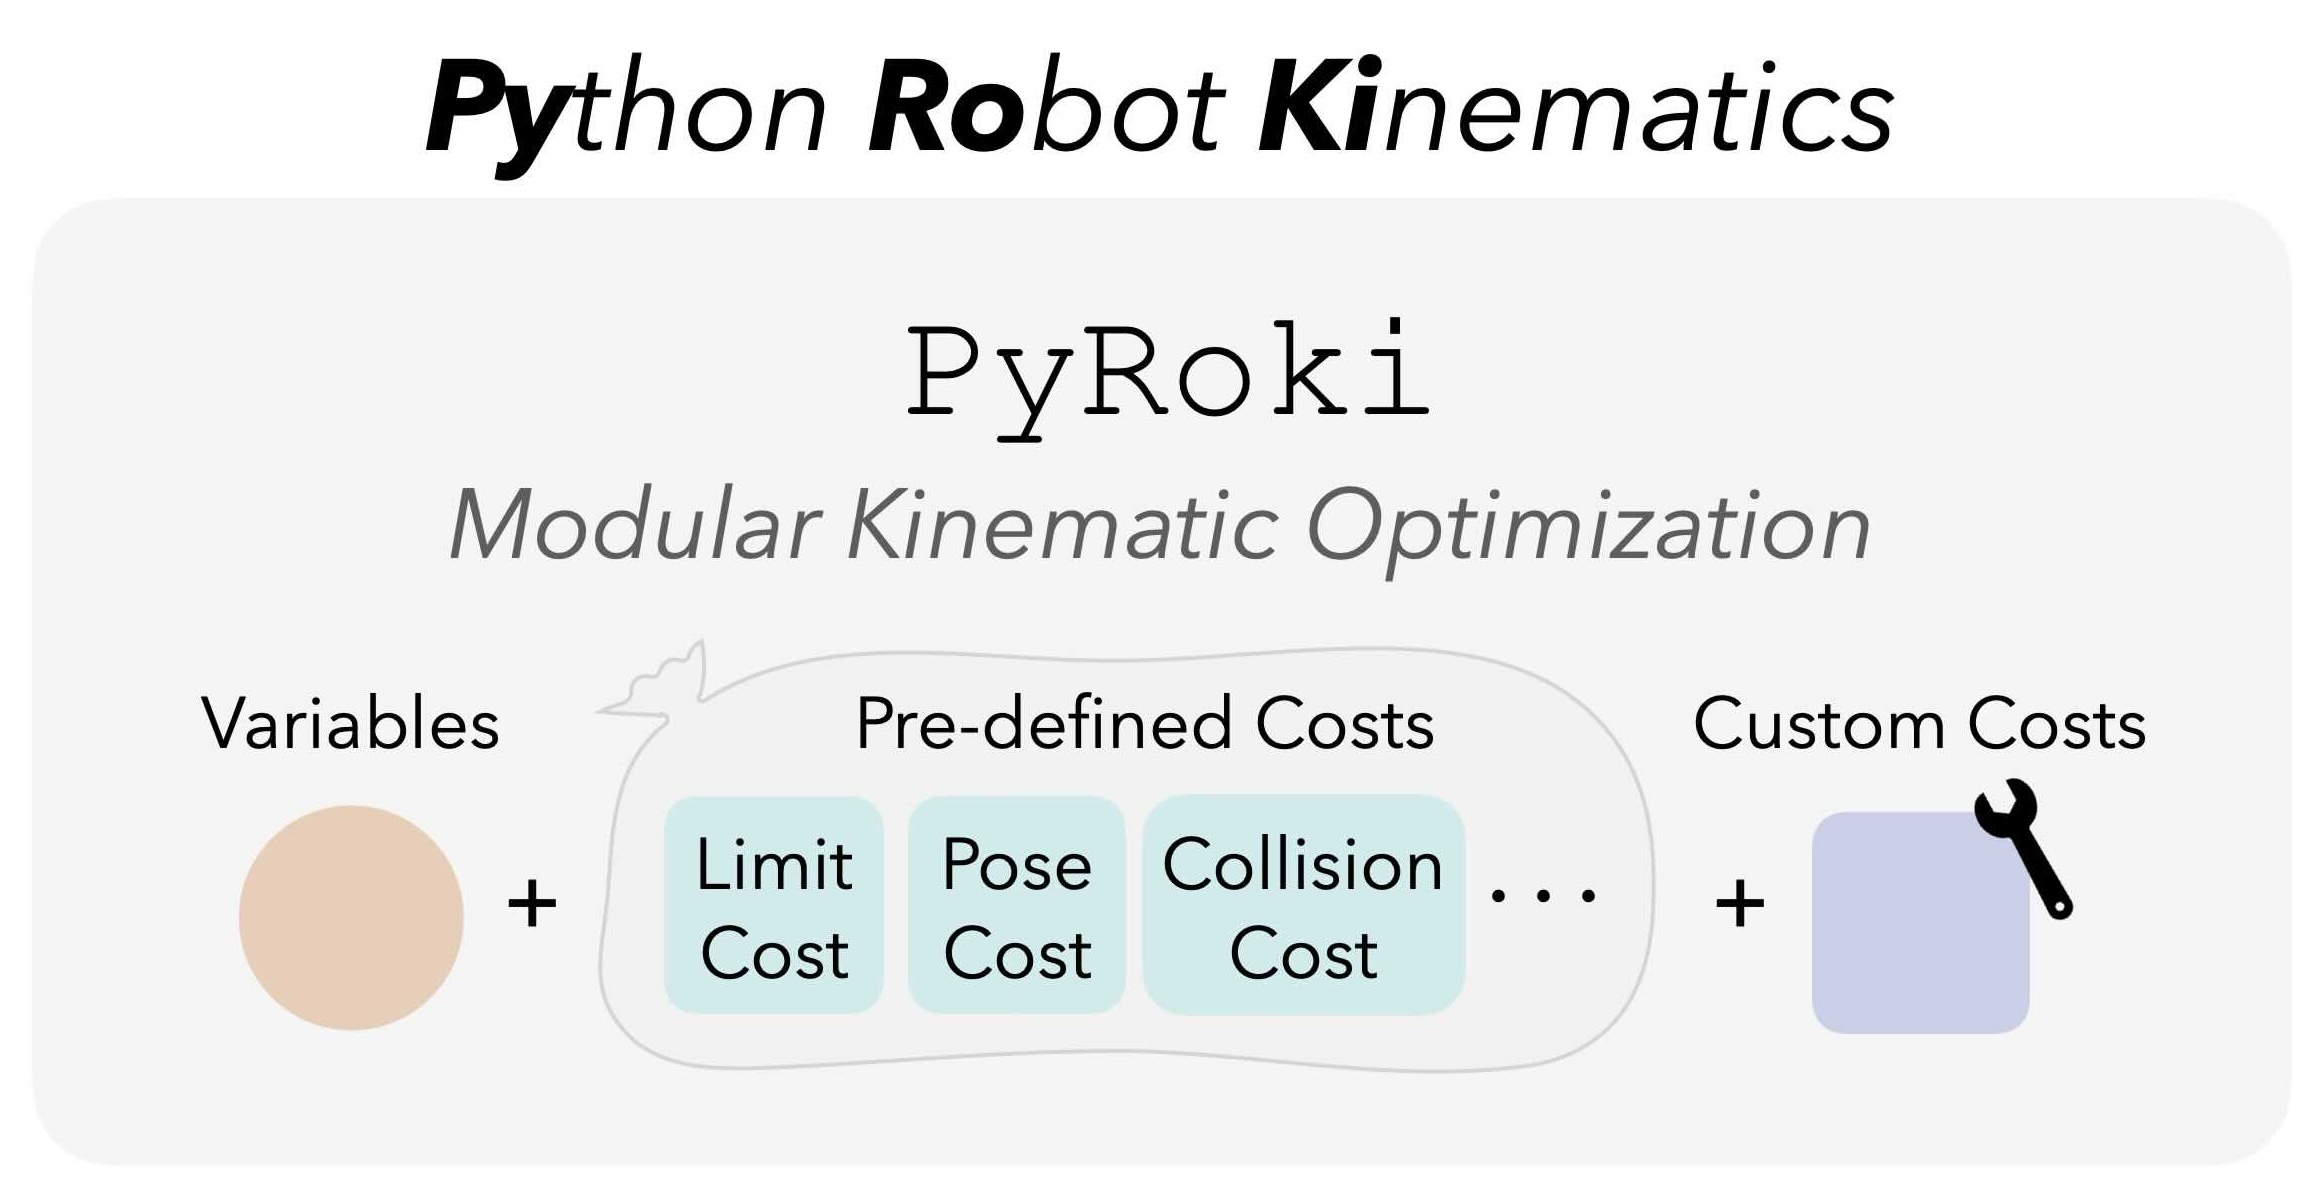 Python Robot Kinematics
PyRoki
Modular Kinematic Optimization
Variables
+
Pre-defined Costs
Limit
Cost
Pose
Cost
Collision
Cost
...
+
Custom Costs